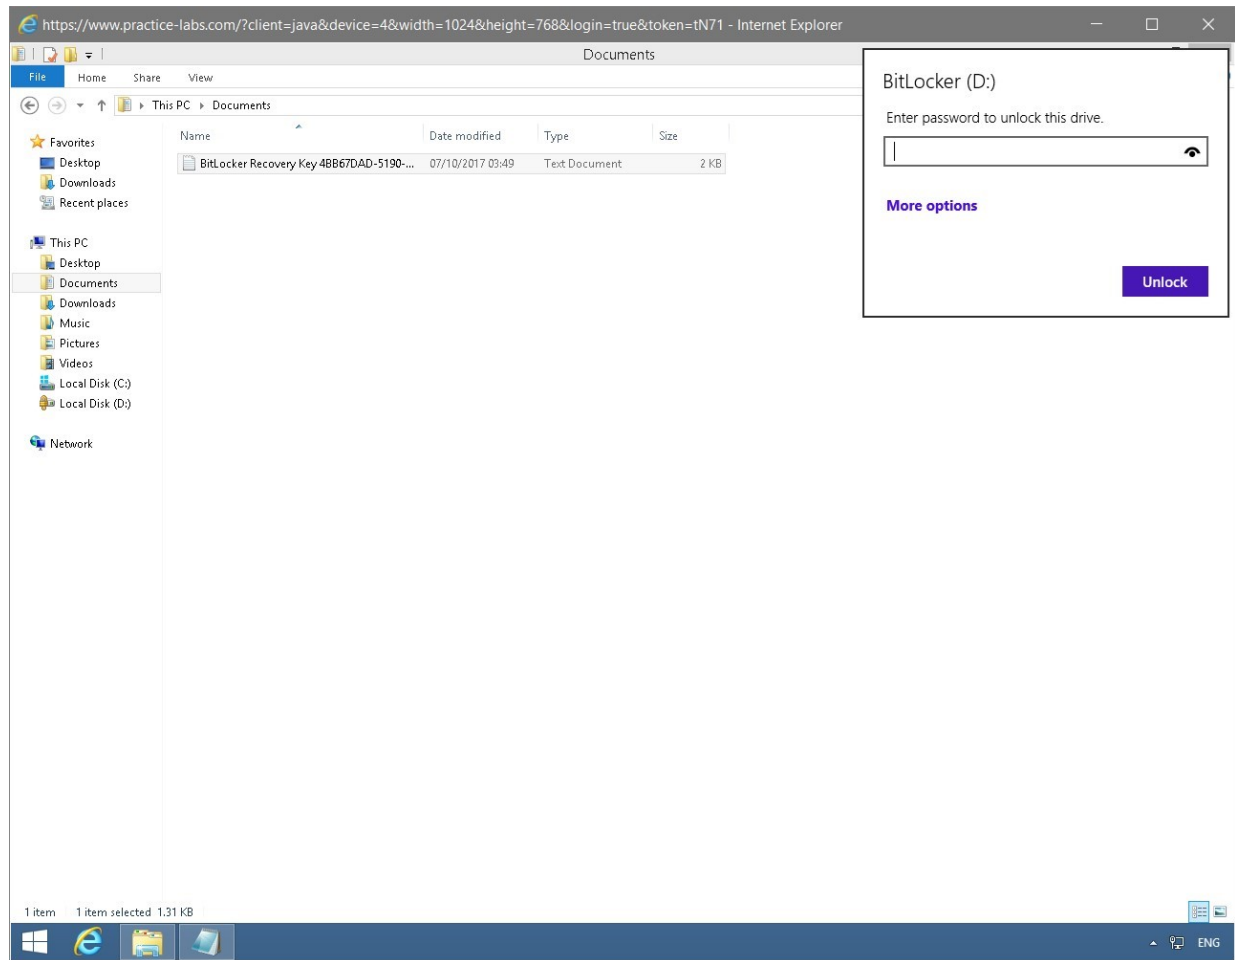 https://www.practice-labs.com/?client=java&device=4&width=1024&height=768&login=true&token=tN71 - Internet Explorer
Documents
File Home Share View
This PC Documents
Name Date modified Type Size
BitLocker Recovery Key 4BB67DAD-5190-... 07/10/2017 03:49 Text Document 2 KB
Favorites
Desktop
Downloads
Recent places
This PC
Desktop
Documents
Downloads
Music
Pictures
Videos
Local Disk (C:)
Local Disk (D:)
Network
BitLocker (D:)
Enter password to unlock this drive.
More options
Unlock
1 item 1 item selected 1.31 KB
ENG